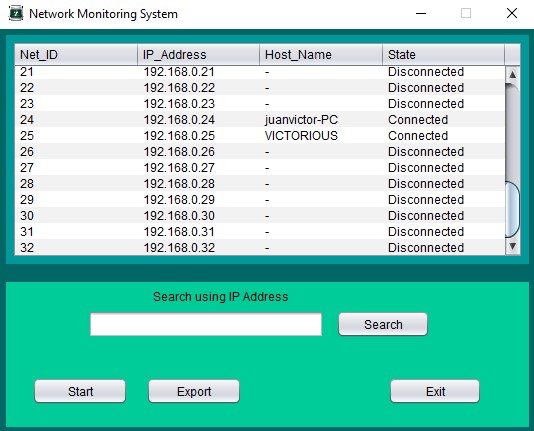 Network Monitoring System
Net_ID IP_Address Host_Name State
21 192.168.0.21 - Disconnected
22 192.168.0.22 - Disconnected
23 192.168.0.23 - Disconnected
24 192.168.0.24 juanvictor-PC Connected
25 192.168.0.25 VICTORIOUS Connected
26 192.168.0.26 - Disconnected
27 192.168.0.27 - Disconnected
28 192.168.0.28 - Disconnected
29 192.168.0.29 - Disconnected
30 192.168.0.30 - Disconnected
31 192.168.0.31 - Disconnected
32 192.168.0.32 - Disconnected
Search using IP Address
Search
Start Export Exit